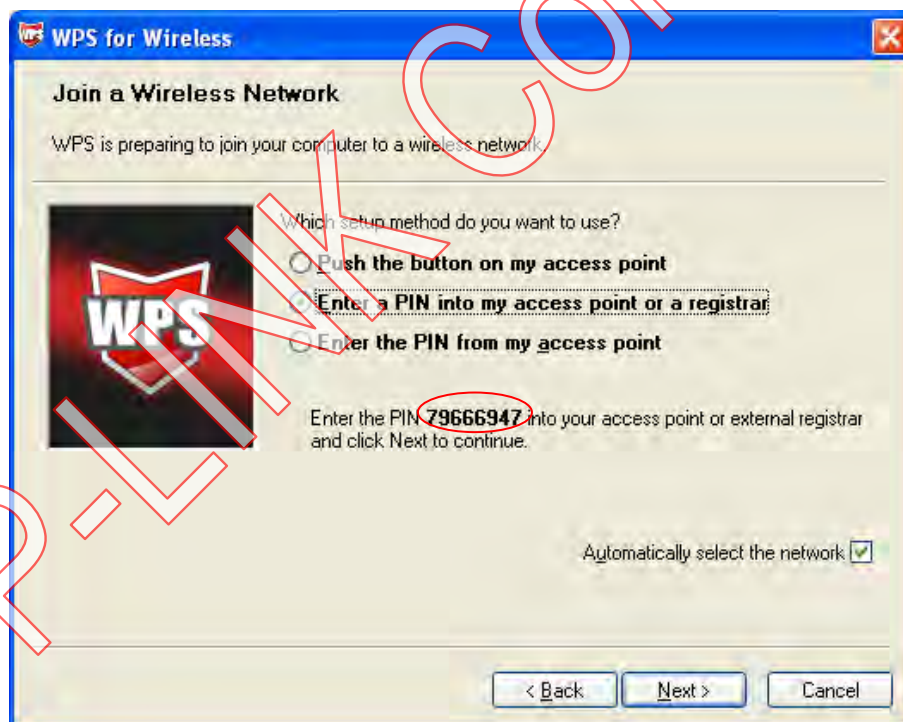 WPS for Wireless
Join a Wireless Network
WPS is preparing to join your computer to a wireless network.
WPS
Which setup method do you want to use?
Push the button on my access point
Enter a PIN into my access point or a registrar
Enter the PIN from my access point
Enter the PIN 79666947 into your access point or external registrar
and click Next to continue.
Automatically select the network
< Back
Next >
Cancel
P-LINK Co